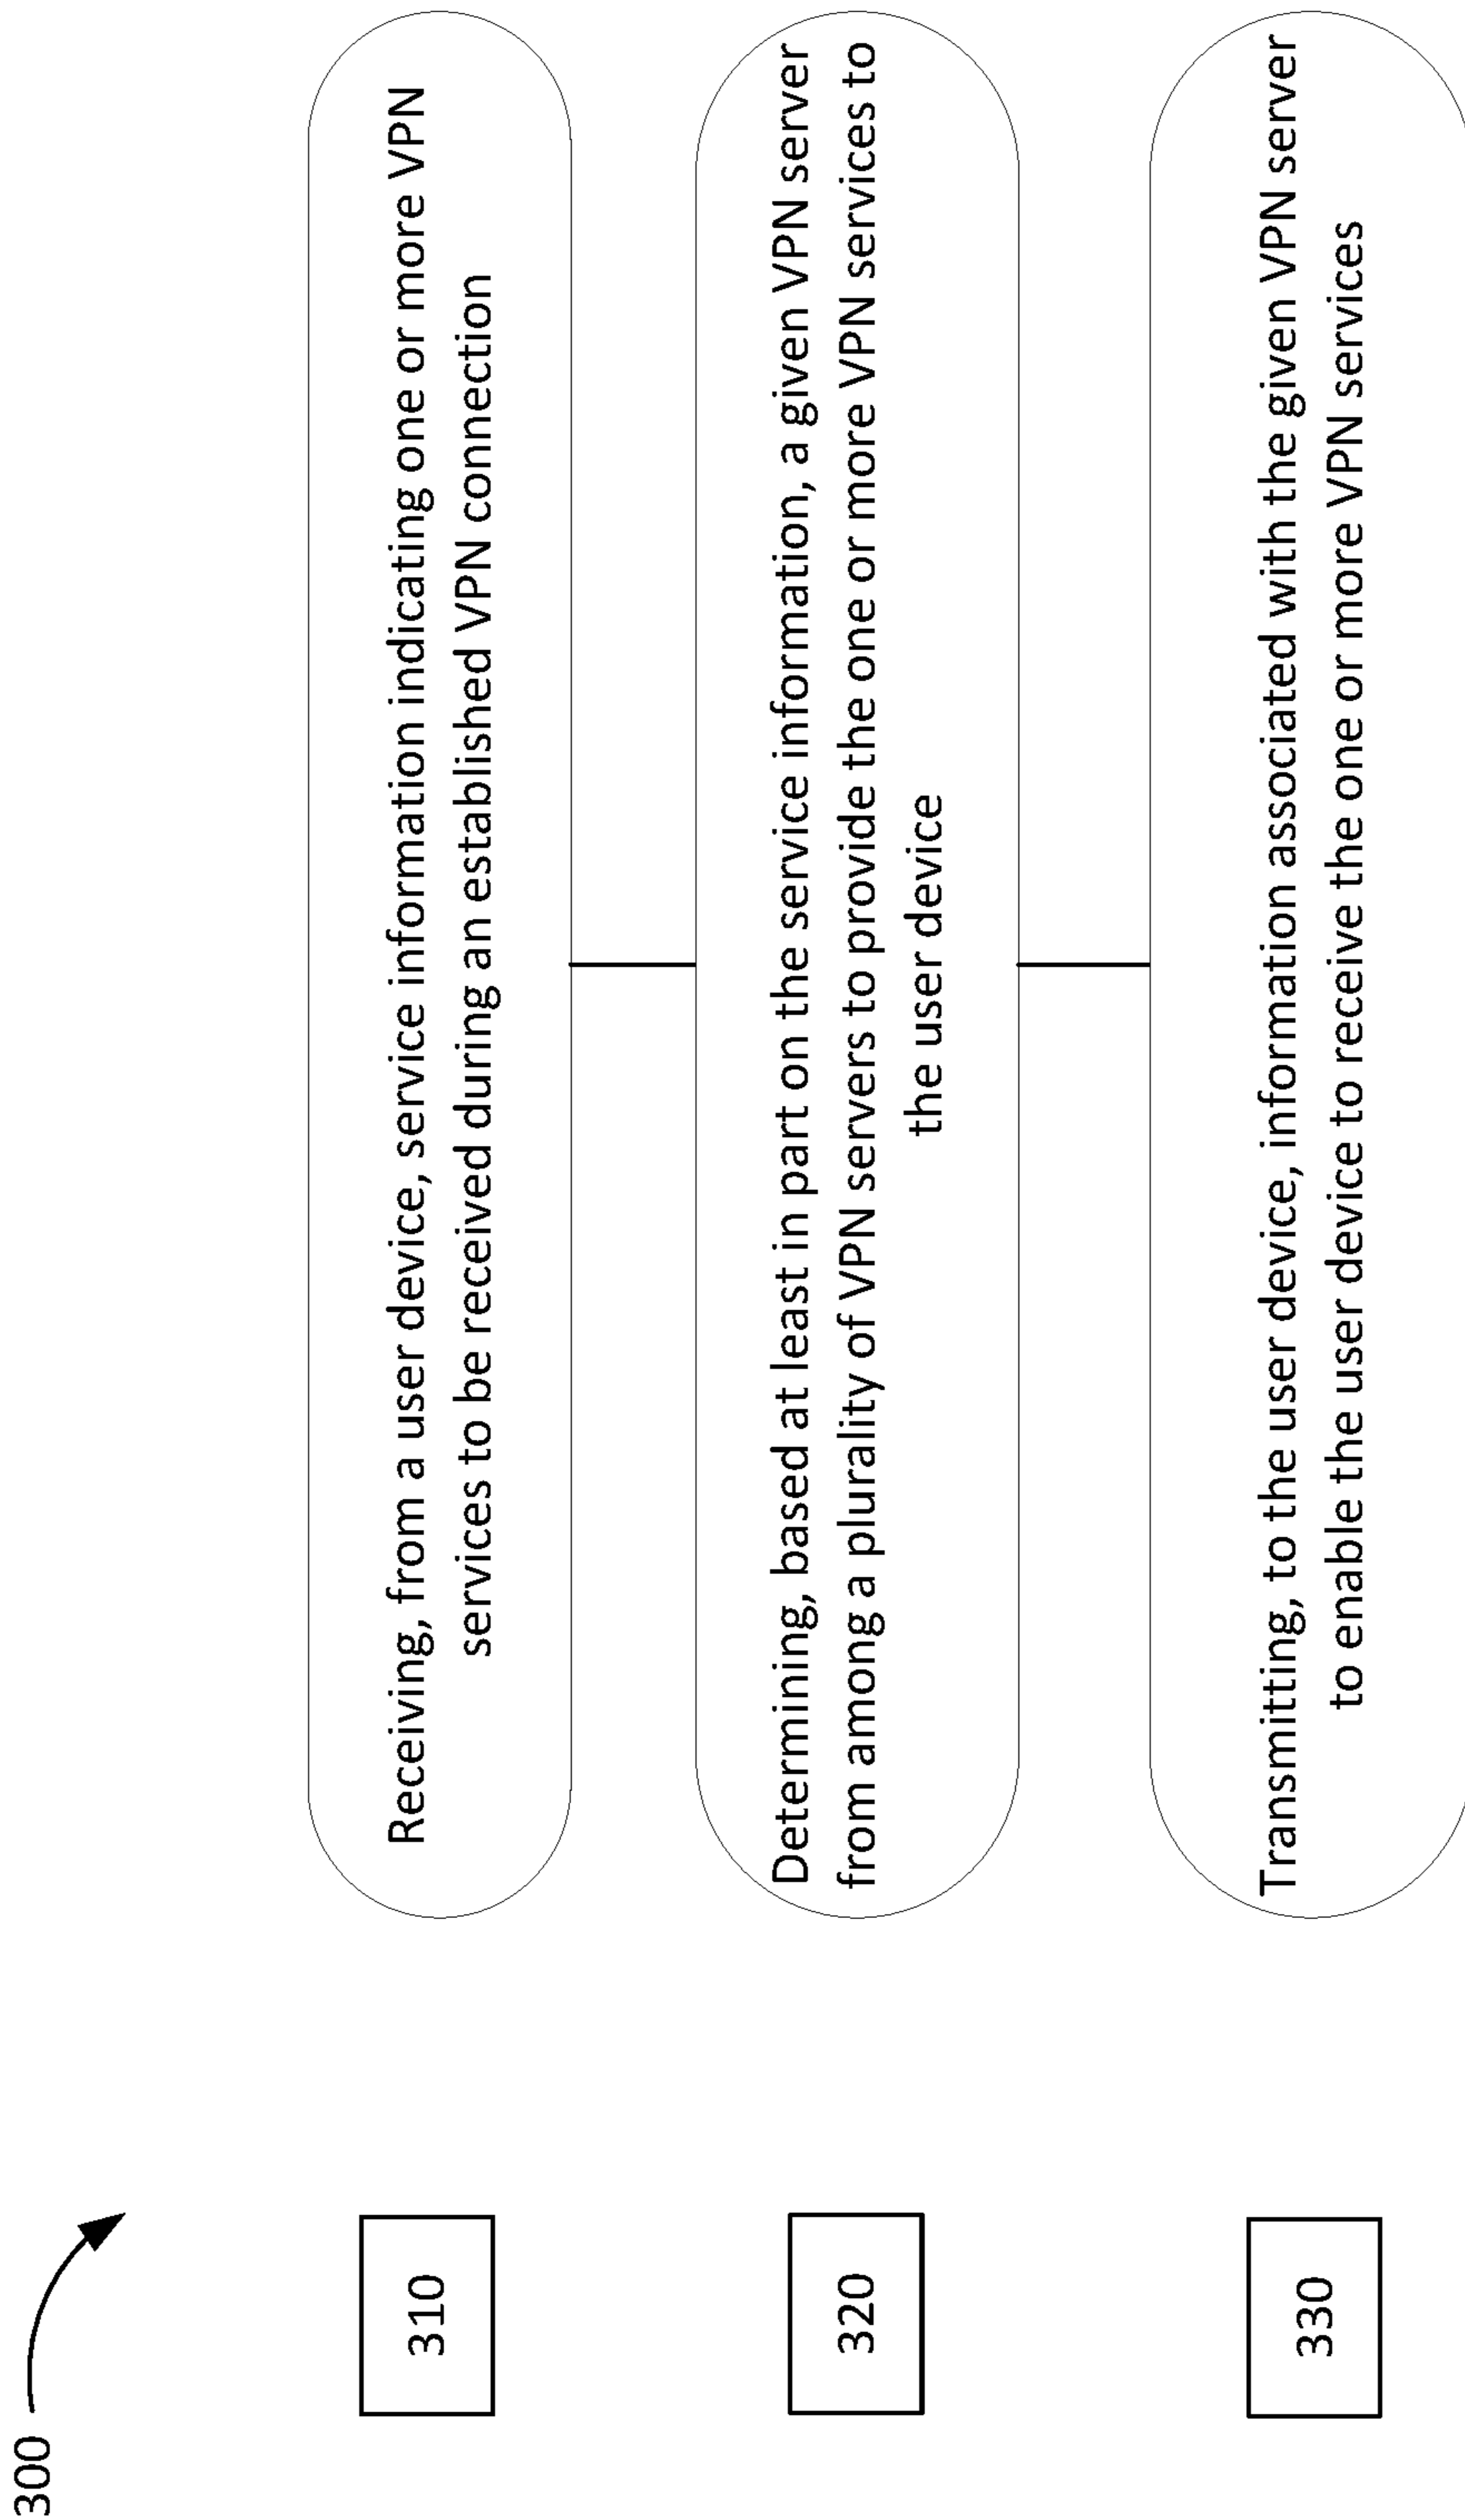 300
310
Receiving, from a user device, service information indicating one or more VPN
services to be received during an established VPN connection
320
Determining, based at least in part on the service information, a given VPN server
from among a plurality of VPN servers to provide the one or more VPN services to
the user device
330
Transmitting, to the user device, information associated with the given VPN server
to enable the user device to receive the one or more VPN services